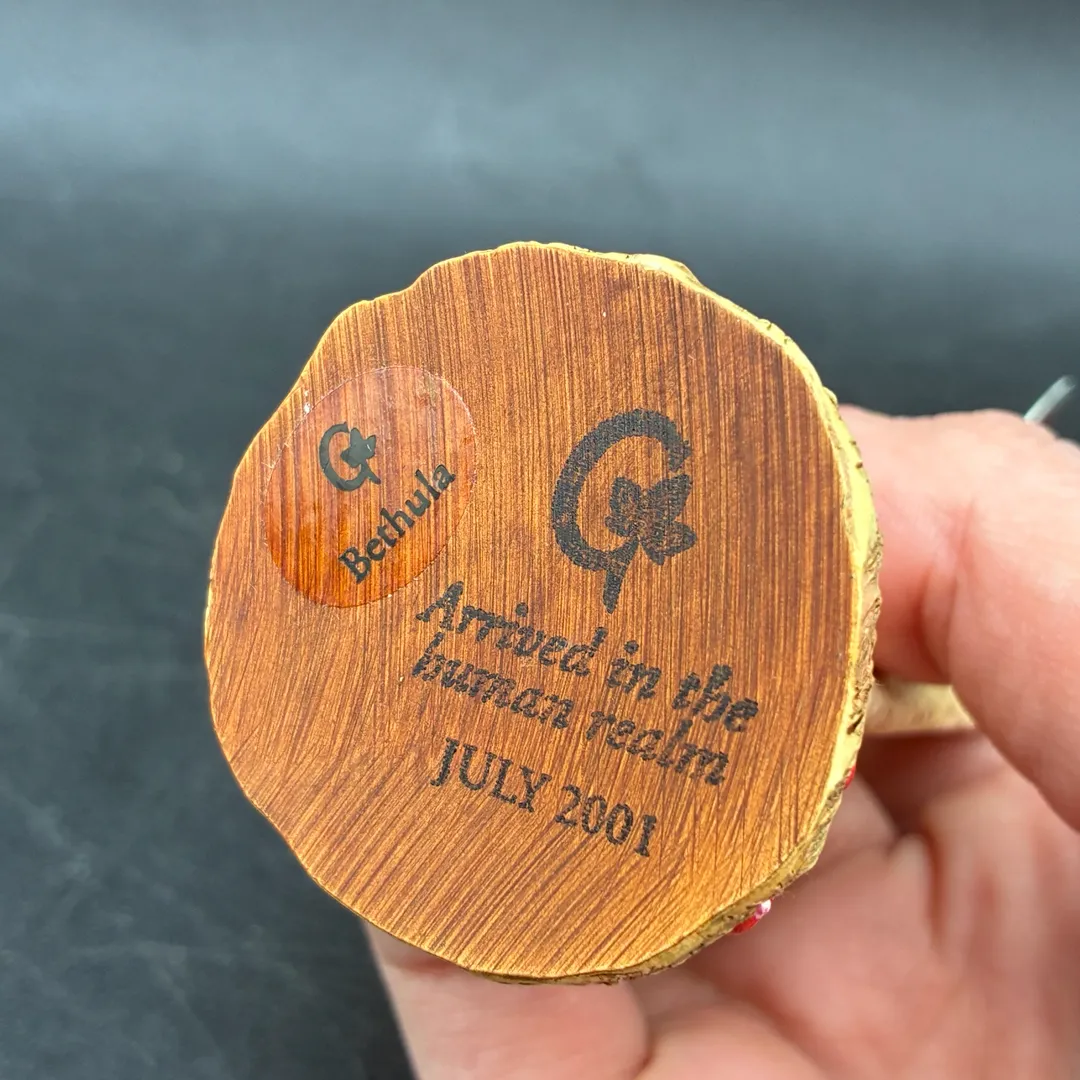 G
Bethula
G
Arrived in the
human realm
JULY 2001